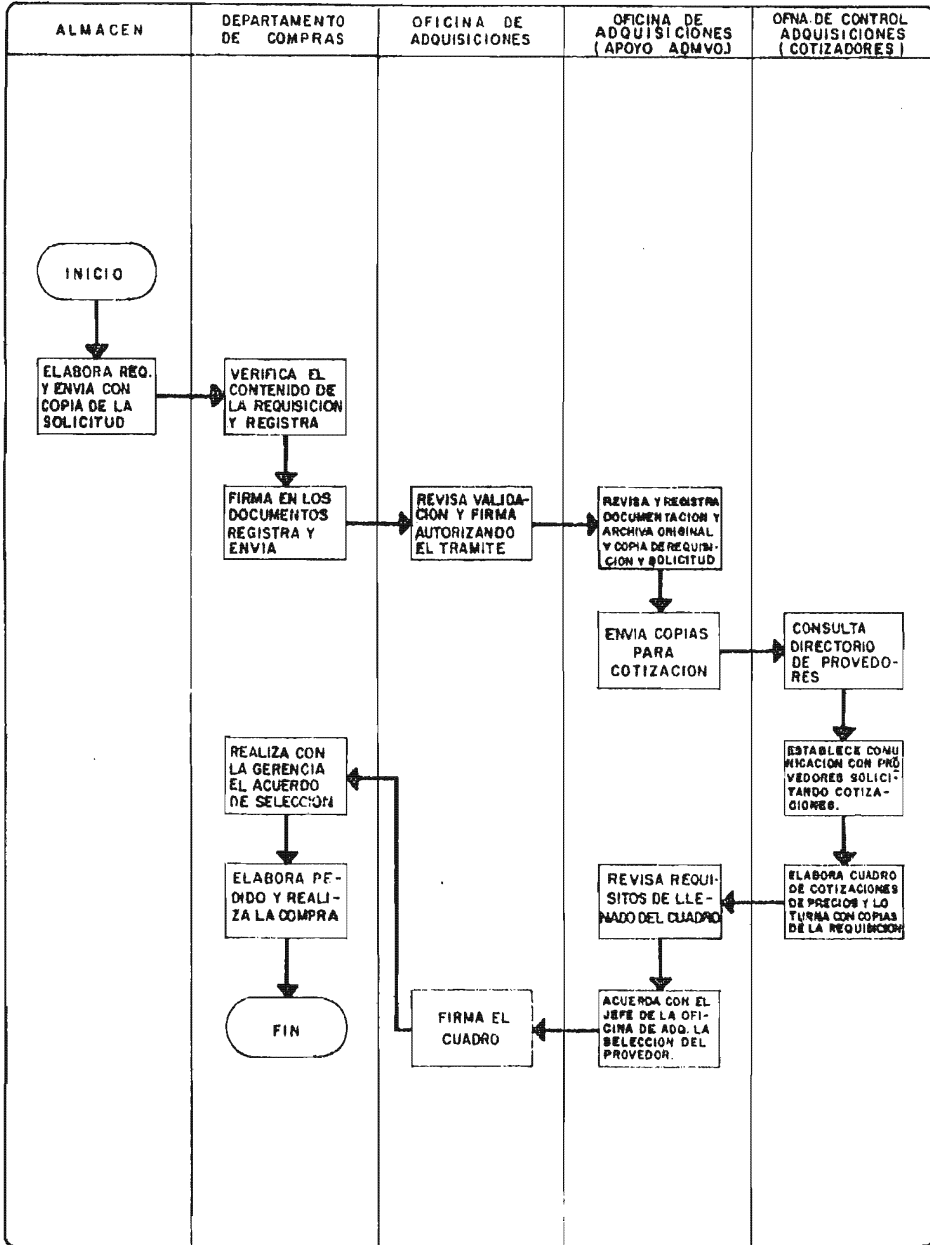 ALMACEN
DEPARTAMENTO
DE COMPRAS
OFICINA DE
ADQUISICIONES
OFICINA DE
ADQUISICIONES
(APOYO ADMVO)
OFNA. DE CONTROL
ADQUISICIONES
(COTIZADORES)
INICIO
ELABORA REQ.
Y ENVIA CON
COPIA DE LA
SOLICITUD
VERIFICA EL
CONTENIDO DE
LA REQUISICION
Y REGISTRA
FIRMA EN LOS
DOCUMENTOS
REGISTRA Y
ENVIA
REVISA VALIDA-
CION Y FIRMA
AUTORIZANDO
EL TRAMITE
REVISA Y REGISTRA
DOCUMENTACION Y
ARCHIVA ORIGINAL
Y COPIA DE REQUISI-
CION Y SOLICITUD
ENVIA COPIAS
PARA
COTIZACION
CONSULTA
DIRECTORIO
DE PROVEDO-
RES
ESTABLECE COMU
NICACION CON PRO
VEDORES SOLICI-
TANDO COTIZA-
CIONES.
ELABORA CUADRO
DE COTIZACIONES
DE PRECIOS Y LO
TURNA CON COPIAS
DE LA REQUISICION
REVISA REQUI-
SITOS DE LLE-
NADO DEL CUADRO
ACUERDA CON EL
JEFE DE LA OFI-
CINA DE ADQ. LA
SELECCION DEL
PROVEDOR.
FIRMA EL
CUADRO
REALIZA CON
LA GERENCIA
EL ACUERDO
DE SELECCION
ELABORA PE-
DIDO Y REALI-
ZA LA COMPRA
FIN